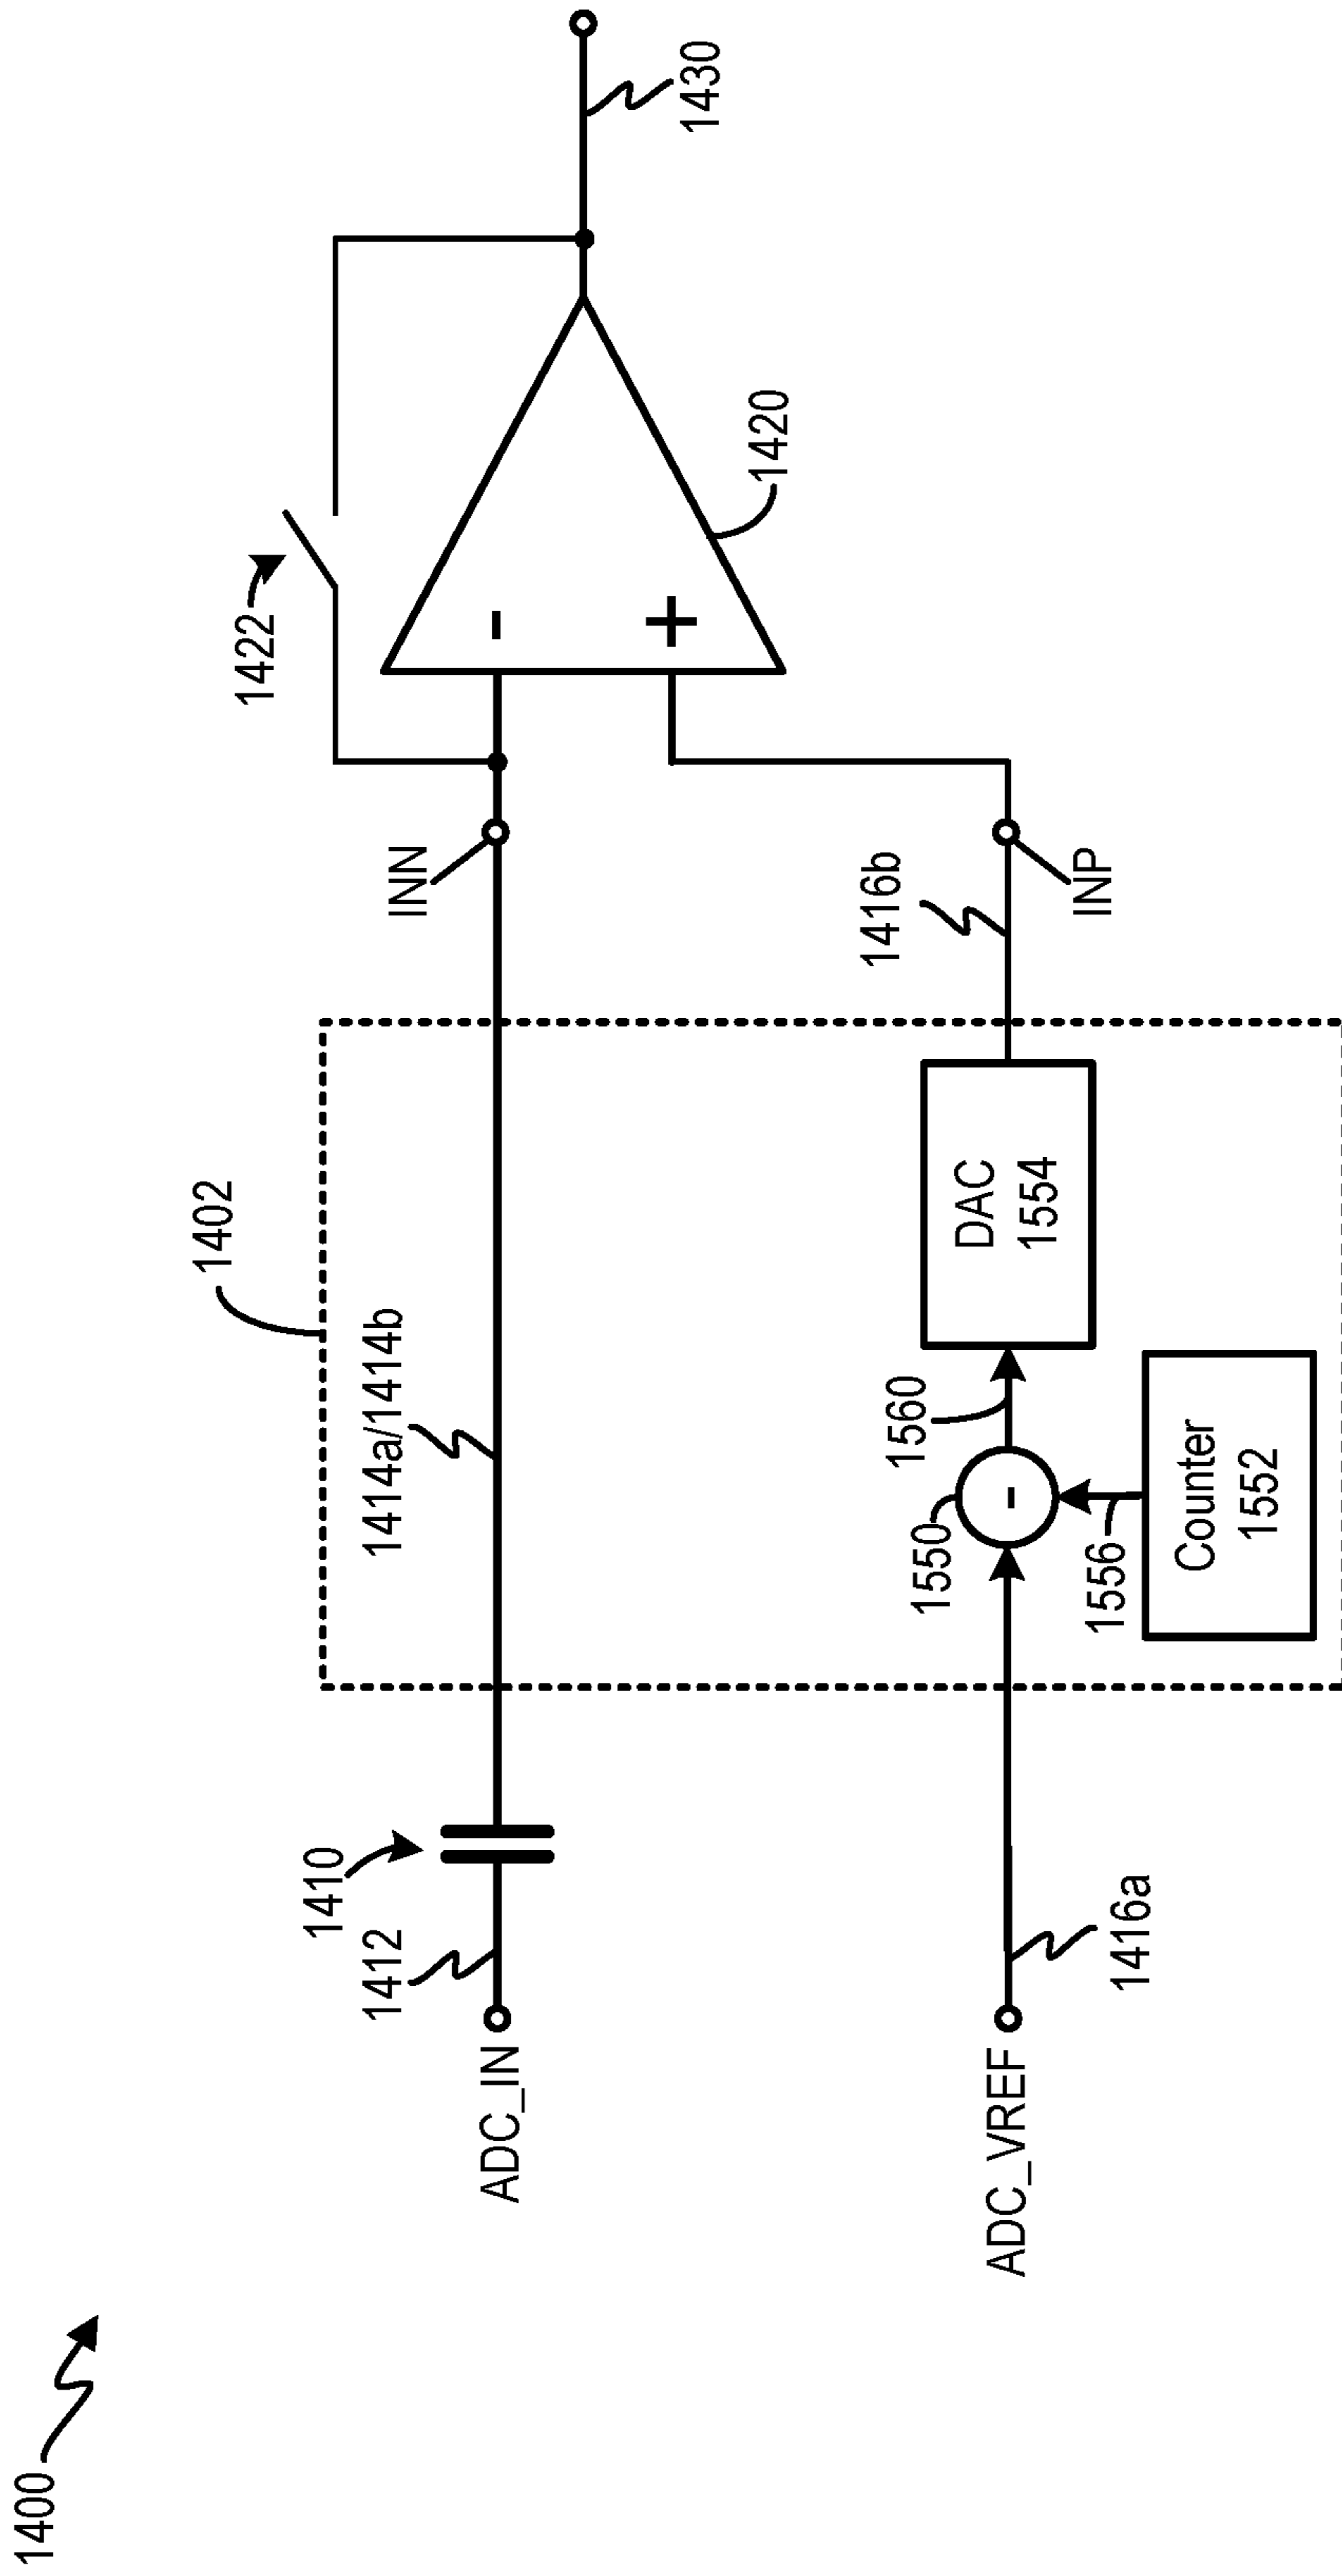 1400
1402
1422
1430
1420
1410
1412
1414a/1414b
INN
ADC_IN
-
+
ADC_VREF
1416a
1550
-
1560
DAC
1554
1416b
INP
1556
Counter
1552